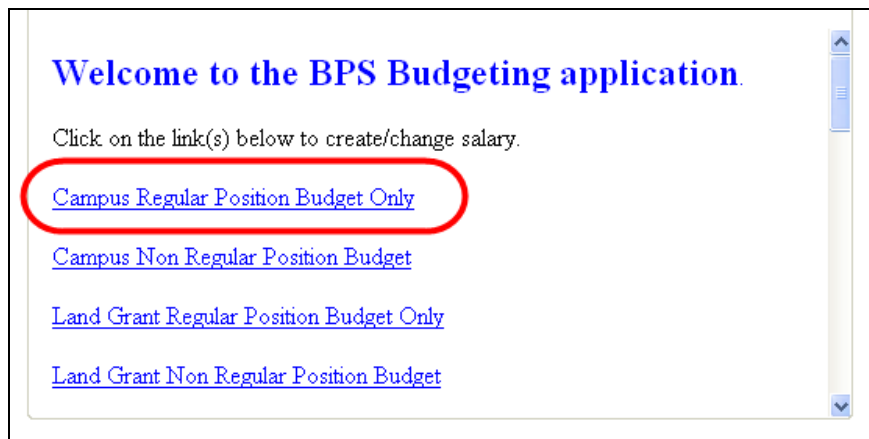 Welcome to the BPS Budgeting application.
Click on the link(s) below to create/change salary.
Campus Regular Position Budget Only
Campus Non Regular Position Budget
Land Grant Regular Position Budget Only
Land Grant Non Regular Position Budget